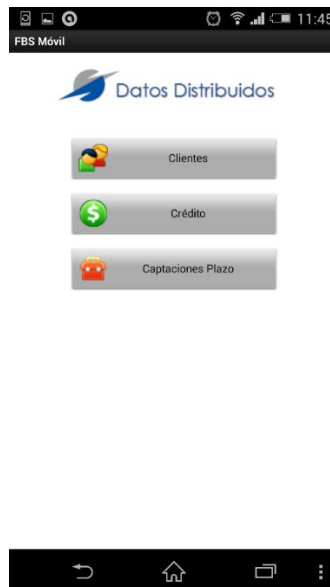 11:45
FBS Móvil
Datos Distribuidos
Clientes
Crédito
Captaciones Plazo